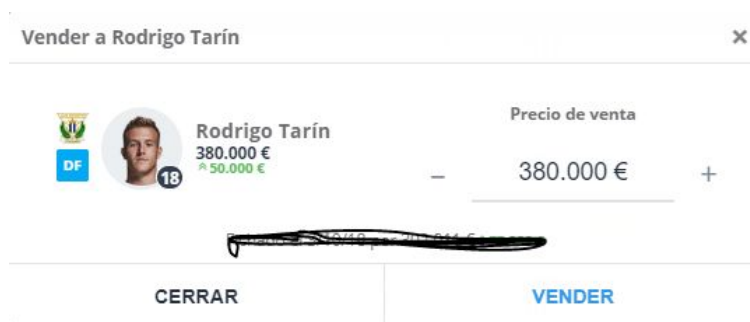 Vender a Rodrigo Tarín ×
DF
18
Rodrigo Tarín
380.000 €
50.000 €
Precio de venta
– 380.000 € +
CERRAR
VENDER